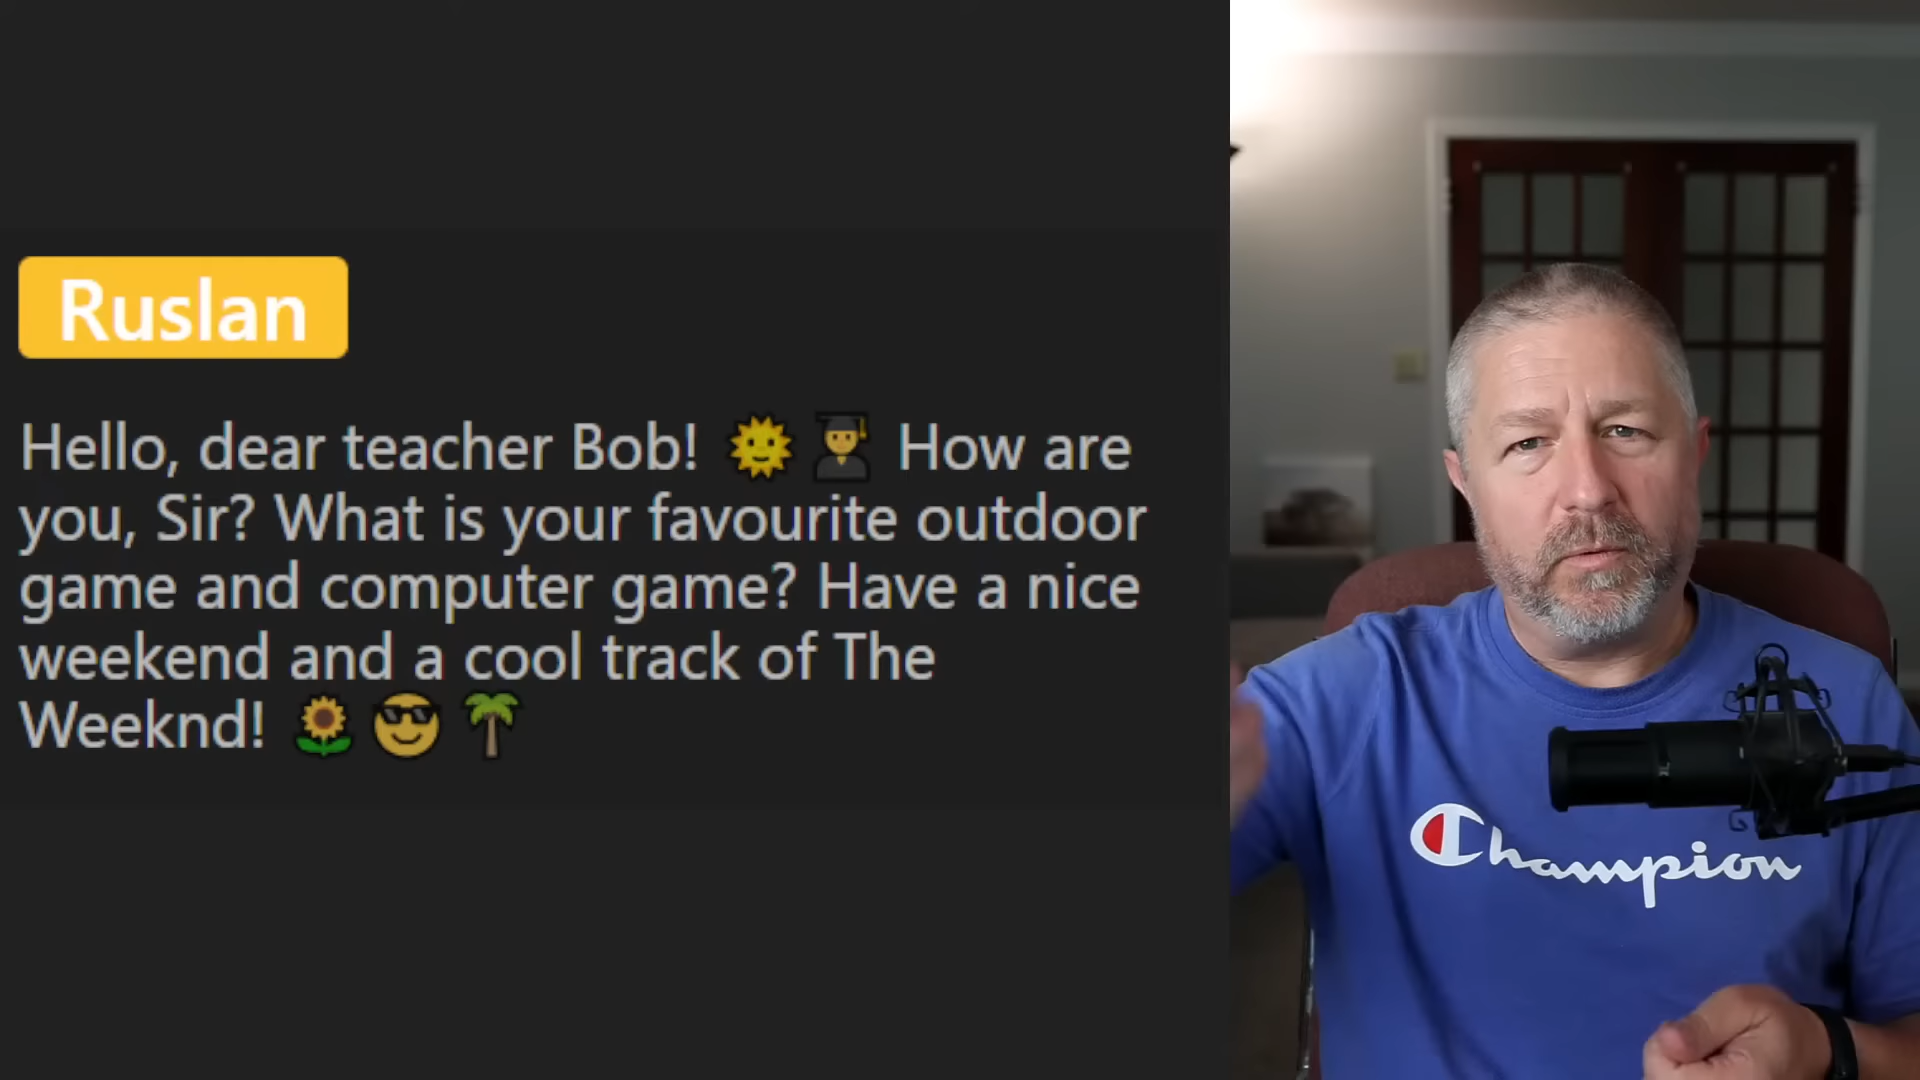 Ruslan
Hello, dear teacher Bob! 🌞👨‍🎓 How are
you, Sir? What is your favourite outdoor
game and computer game? Have a nice
weekend and a cool track of The
Weeknd! 🌻😎🌴
Champion